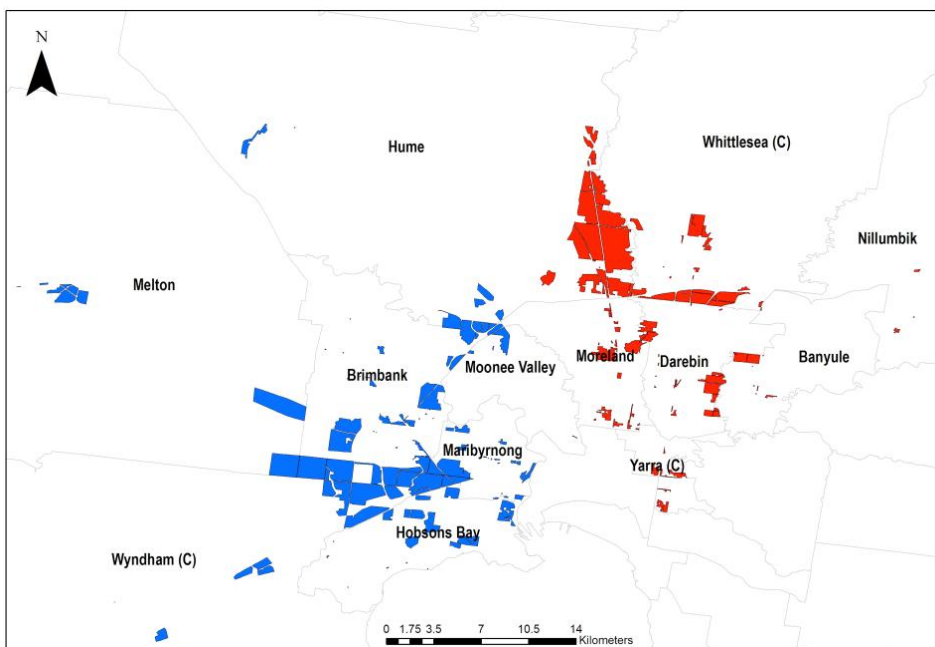 N
Whittlesea (C)
Hume
Nillumbik
Melton
Moreland
Darebin
Banyule
Moonee Valley
Brimbank
Maribyrnong
Yarra (C)
Hobsons Bay
Wyndham (C)
0 1.75 3.5 7 10.5 14
Kilometers